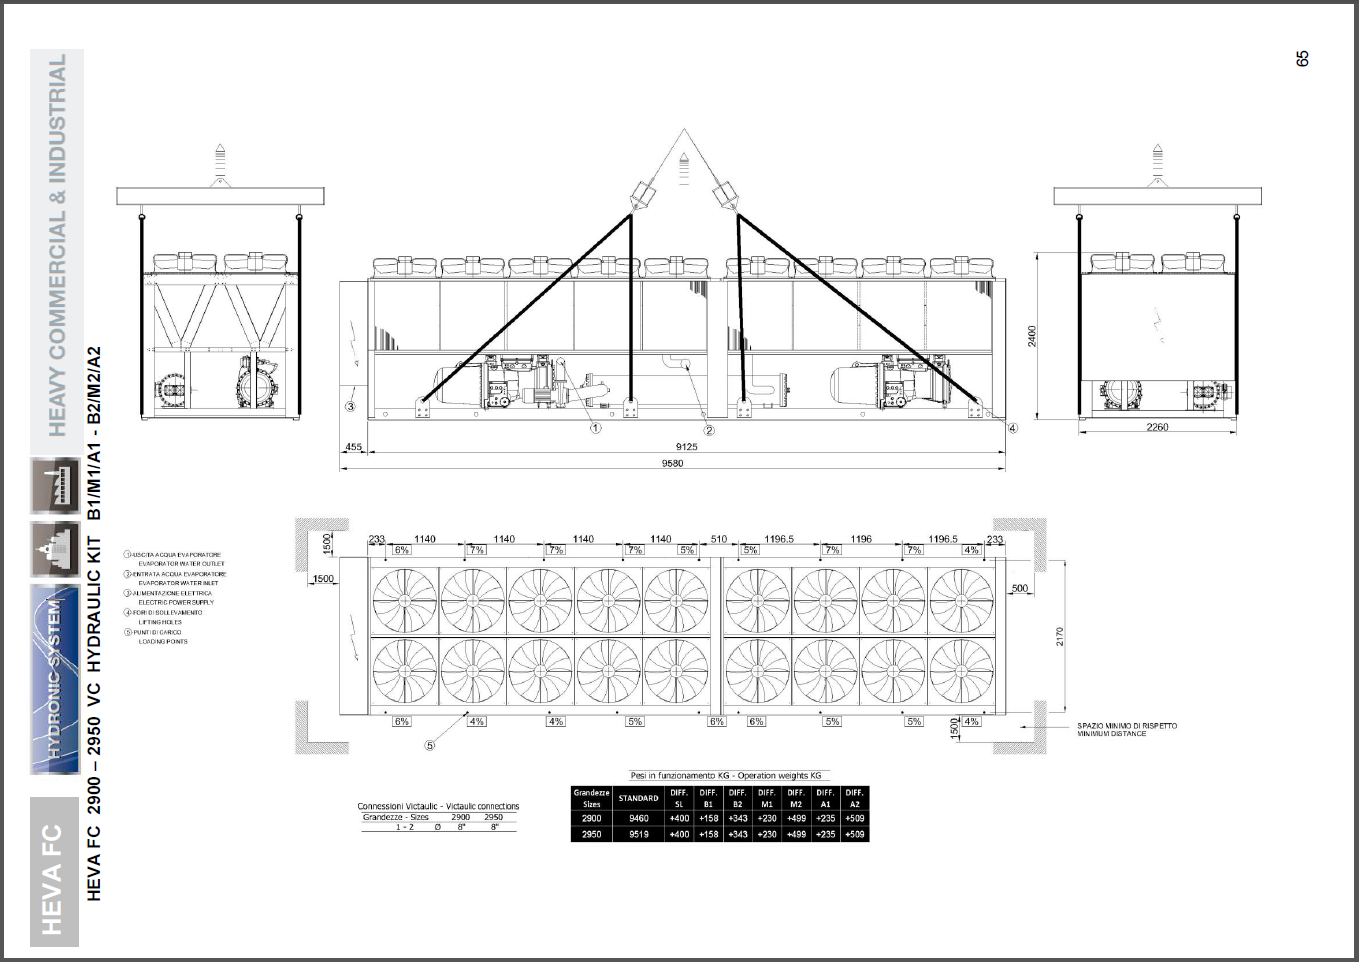 65
HEAVY COMMERCIAL & INDUSTRIAL
HYDRONIC SYSTEM
HEVA FC
HEVA FC 2900 – 2950 VC HYDRAULIC KIT B1/M1/A1 - B2/M2/A2
2400
2260
3
1
2
4
455
9125
9580
1-USCITA ACQUA EVAPORATORE
EVAPORATOR WATER OUTLET
2-ENTRATA ACQUA EVAPORATORE
EVAPORATOR WATER INLET
3-ALIMENTAZIONE ELETTRICA
ELECTRIC POWER SUPPLY
4-FORI DI SOLLEVAMENTO
LIFTING HOLES
5-PUNTI DI CARICO
LOADING POINTS
1500
233 1140 1140 1140 1140 510 1196.5 1196 1196.5 233
6% 7% 7% 7% 5% 5% 7% 7% 4%
1500
500
2170
6% 4% 4% 5% 6% 6% 5% 5% 4%
1500
5
SPAZIO MINIMO DI RISPETTO
MINIMUM DISTANCE
Connessioni Victaulic - Victaulic connections
Grandezze - Sizes 2900 2950
1 - 2 Ø 8" 8"
Pesi in funzionamento KG - Operation weights KG
Grandezze Sizes STANDARD DIFF. SL DIFF. B1 DIFF. B2 DIFF. M1 DIFF. M2 DIFF. A1 DIFF. A2
2900 9460 +400 +158 +343 +230 +499 +235 +509
2950 9519 +400 +158 +343 +230 +499 +235 +509